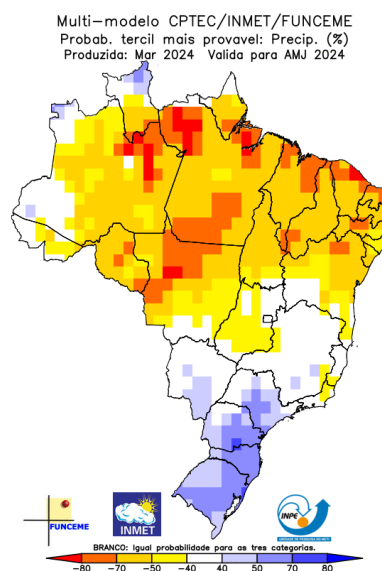 Multi-modelo CPTEC/INMET/FUNCEME
Probab. tercil mais provavel: Precip. (%)
Produzida: Mar 2024 Valida para AMJ 2024
FUNCEME
INMET
INPE
BRANCO: Igual probabilidade para as tres categorias.
-80 -70 -50 -40 40 50 70 80